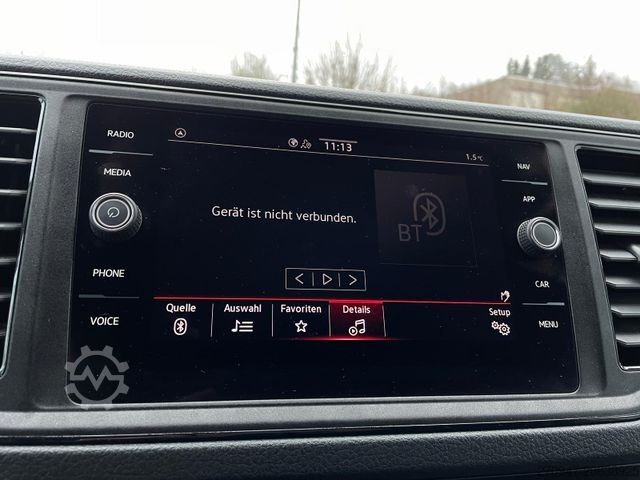 RADIO
MEDIA
PHONE
VOICE
11:13
1.5°C
Gerät ist nicht verbunden.
BT
Quelle
Auswahl
Favoriten
Details
Setup
NAV
APP
CAR
MENU